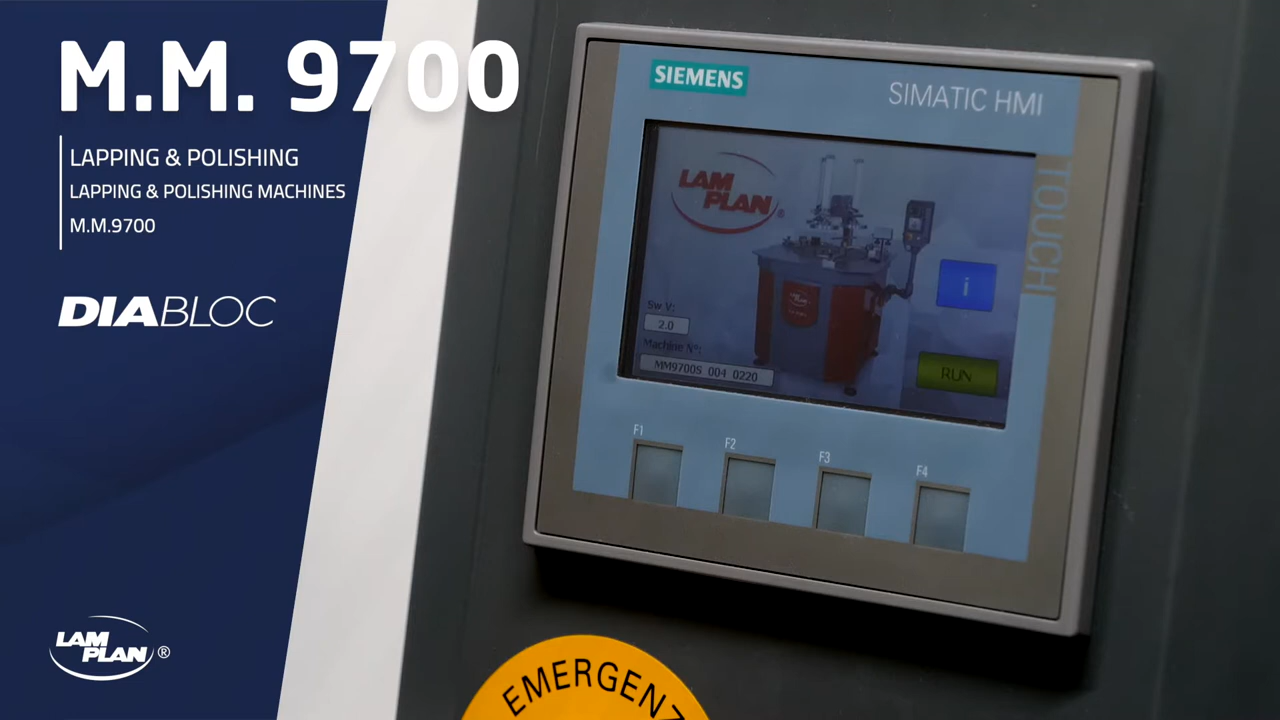 M.M. 9700
LAPPING & POLISHING
LAPPING & POLISHING MACHINES
M.M.9700
DIABLOC
LAM
PLAN ®
SIEMENS
SIMATIC HMI
TOUCH
LAM
PLAN ®
i
Sw V:
2.0
Machine N°:
MM9700S 004 0220
RUN
F1
F2
F3
F4
EMERGENZ